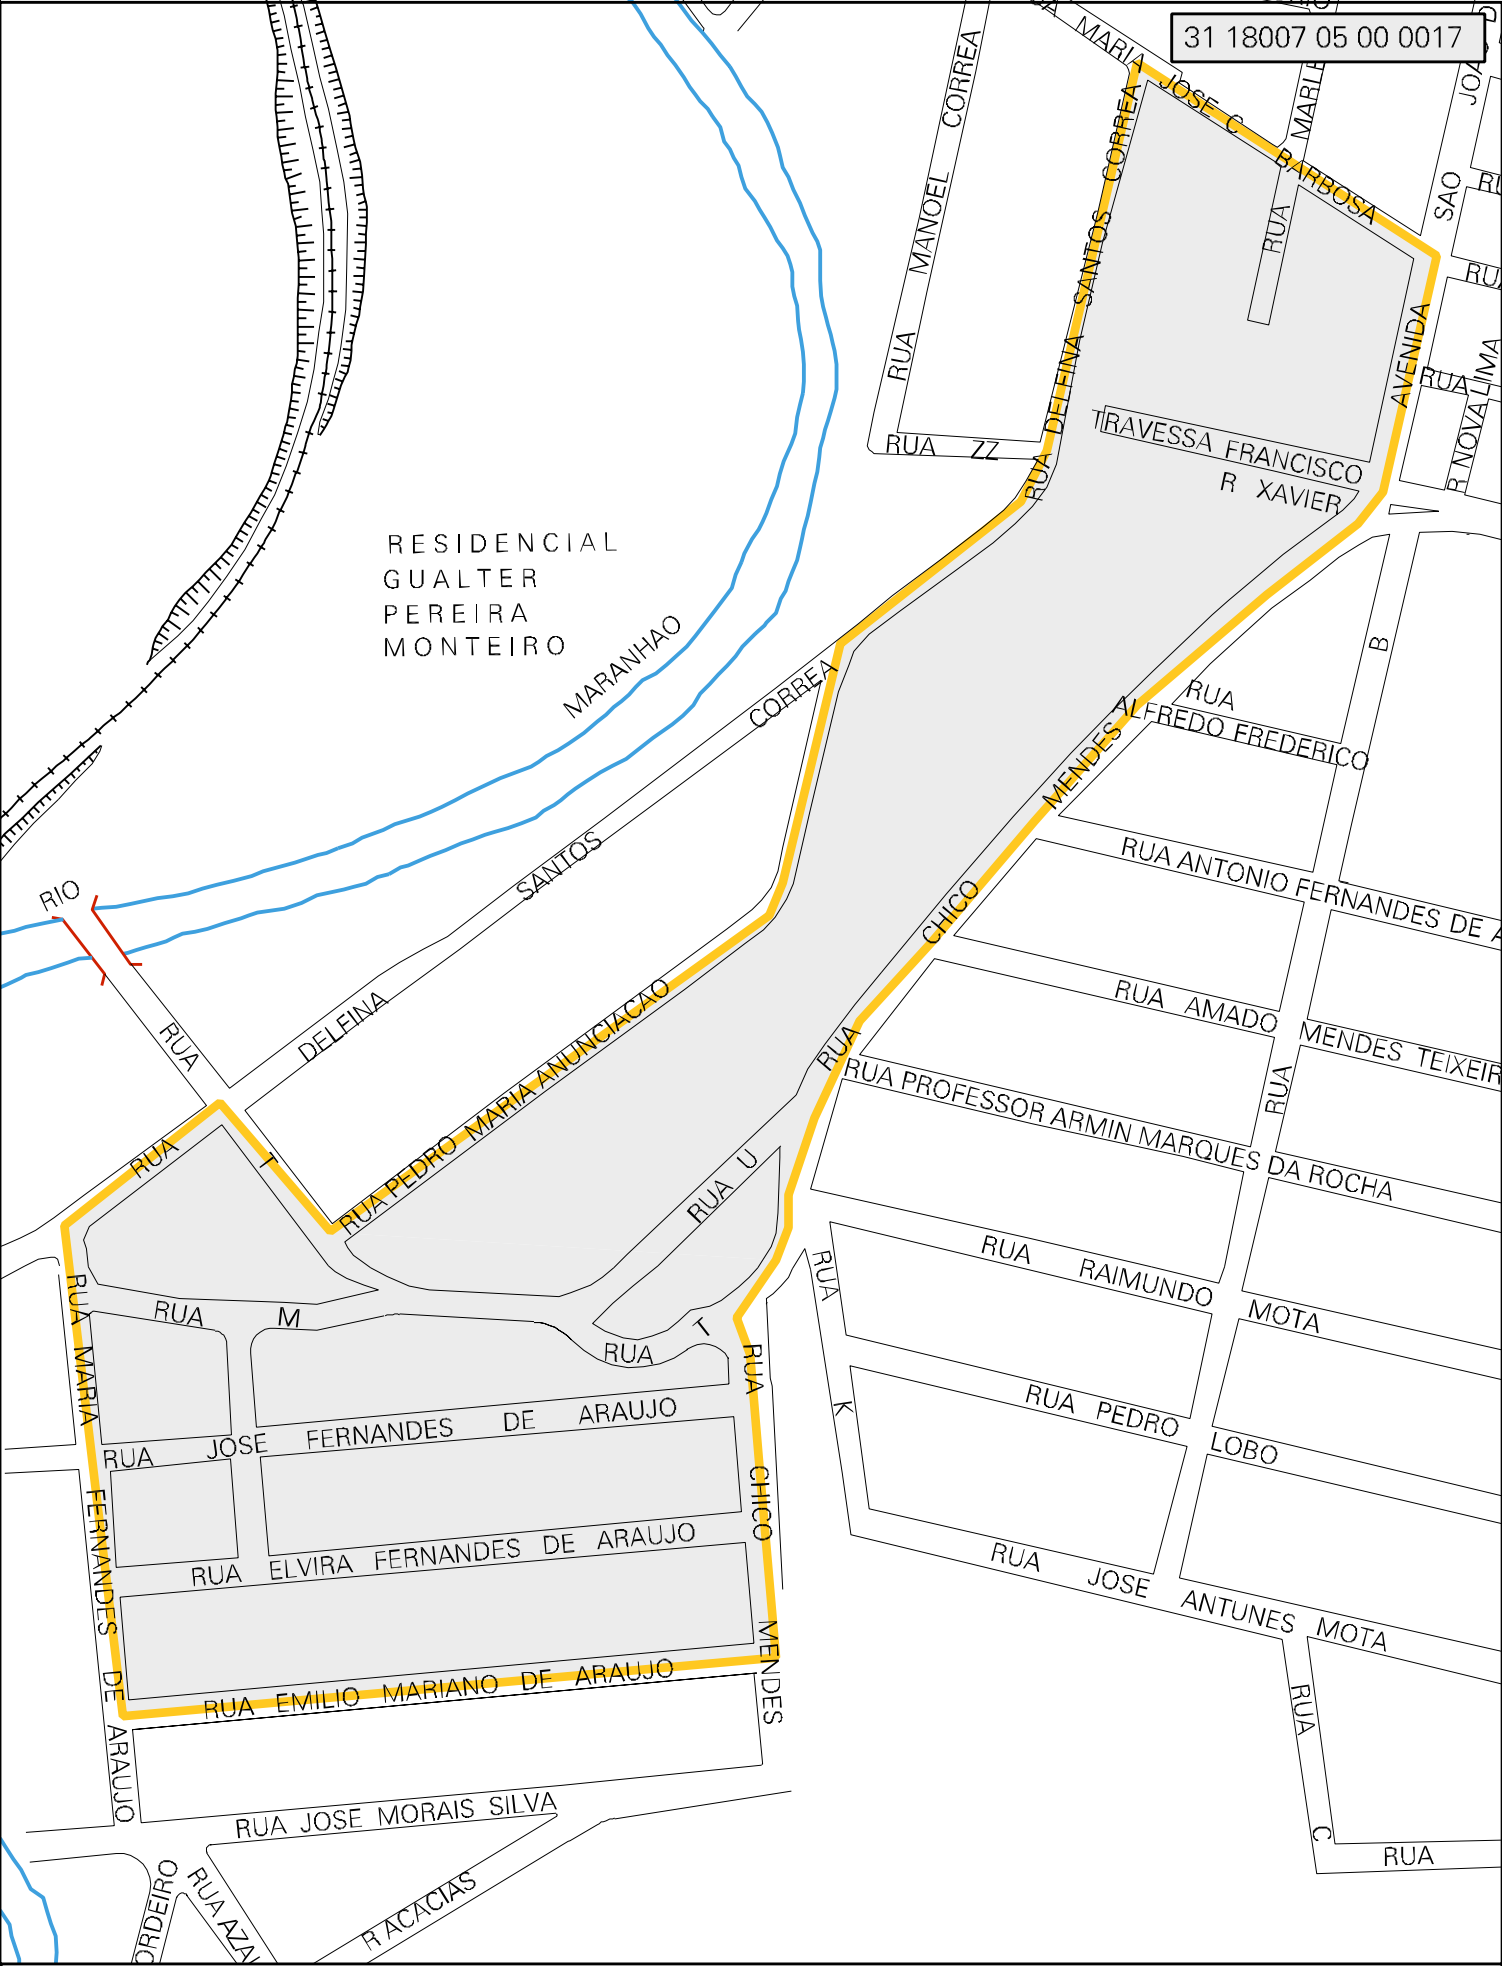 31 18007 05 00 0017
MARIA JOSE C BARBOSA
RUA MANOEL CORREA
RUA DELFINA SANTOS CORREA
RUA
SAO
AVENIDA
RUA
RUA
R NOVA LIMA
RUA ZZ
TRAVESSA FRANCISCO
R XAVIER
RESIDENCIAL
GUALTER
PEREIRA
MONTEIRO
RIO MARANHAO
DELFINA SANTOS CORREA
RUA B
RUA
ALFREDO FREDERICO
RUA CHICO MENDES
RUA ANTONIO FERNANDES DE
RUA AMADO MENDES
RUA PROFESSOR ARMIN MARQUES DA ROCHA
RUA T
RUA
RUA PEDRO MARIA ANUNCIACAO
RUA U
RUA RAIMUNDO MOTA
RUA K
RUA M
RUA T
RUA PEDRO LOBO
RUA MARIA FERNANDES DE ARAUJO
RUA CHICO MENDES
RUA JOSE FERNANDES DE ARAUJO
RUA ELVIRA FERNANDES DE ARAUJO
RUA JOSE ANTUNES MOTA
RUA EMILIO MARIANO DE ARAUJO
RUA C
RUA JOSE MORAIS SILVA
RUA
R ACACIAS
RUA